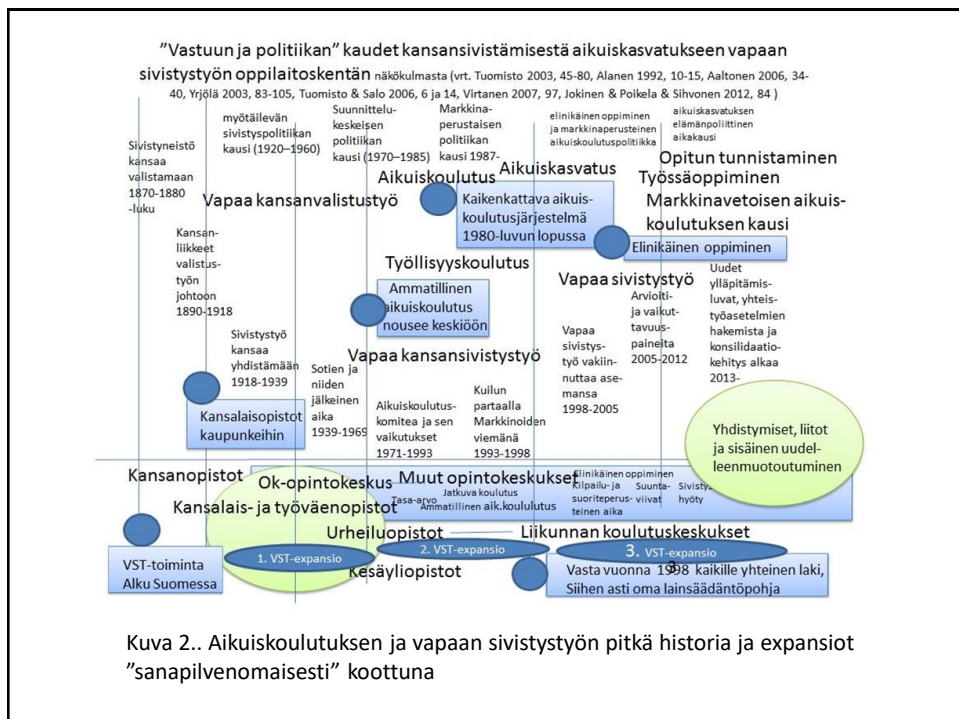 ”Vastuun ja politiikan” kaudet kansansivistämisestä aikuiskasvatukseen vapaan
sivistystyön oppilaitoskentän näkökulmasta (vrt. Tuomisto 2003, 45-80, Alanen 1992, 10-15, Aaltonen 2006, 34-
40, Yrjölä 2003, 83-105, Tuomisto & Salo 2006, 6 ja 14, Virtanen 2007, 97, Jokinen & Poikela & Sihvonen 2012, 84 )
Sivistyneistö
kansaa
valistamaan
1870-1880
-luku
myötäilevän
sivistyspolitiikan
kausi (1920–1960)
Suunnittelu-
keskeisen
politiikan
kausi (1970–1985)
Markkina-
perustaisen
politiikan
kausi 1987-
elinikäinen oppiminen
ja markkinaperusteinen
aikuiskoulutuspolitiikka
aikuiskasvatuksen
elämänpoliittinen
aikakausi
Opitun tunnistaminen
Työssäoppiminen
Markkinavetoisen aikuis-
koulutuksen kausi
Aikuiskasvatus
Aikuiskoulutus
Vapaa kansanvalistustyö
Kaikenkattava aikuis-
koulutusjärjestelmä
1980-luvun lopussa
Elinikäinen oppiminen
Kansan-
liikkeet
valistus-
työn
johtoon
1890-1918
Työllisyyskoulutus
Ammatillinen
aikuiskoulutus
nousee keskiöön
Vapaa sivistystyö
Arviointi-
ja vaikut-
tavuus-
paineita
2005-2012
Uudet
ylläpitämis-
luvat, yhteis-
työasetelmien
hakemista ja
konsilidaatio-
kehitys alkaa
2013-
Vapaa
sivistys-
työ vakiin-
nuttaa ase-
mansa
1998-2005
Sivistystyö
kansaa
yhdistämään
1918-1939
Vapaa kansansivistystyö
Sotien ja
niiden
jälkeinen
aika
1939-1969
Kansalaisopistot
kaupunkeihin
Aikuiskoulutus-
komitea ja sen
vaikutukset
1971-1993
Kuilun
partaalla
Markkinoiden
viemänä
1993-1998
Yhdistymiset, liitot
ja sisäinen uudel-
leenmuotoutuminen
Kansanopistot
Ok-opintokeskus
Muut opintokeskukset
Kansalais- ja työväenopistot
Tasa-arvo
Jatkuva koulutus
Ammatillinen aik.koululutus
Elinikäinen oppiminen
Kilpailu- ja
suoriteperus-
teinen aika
Suunta-
viivat
hyöty
Urheiluopistot
Liikunnan koulutuskeskukset
1. VST-expansio
2. VST-expansio
3. VST-expansio
3
Kesäyliopistot
VST-toiminta
Alku Suomessa
Vasta vuonna 1998 kaikille yhteinen laki,
Siihen asti oma lainsäädäntöpohja
Kuva 2.. Aikuiskoulutuksen ja vapaan sivistystyön pitkä historia ja expansiot
”sanapilvenomaisesti” koottuna